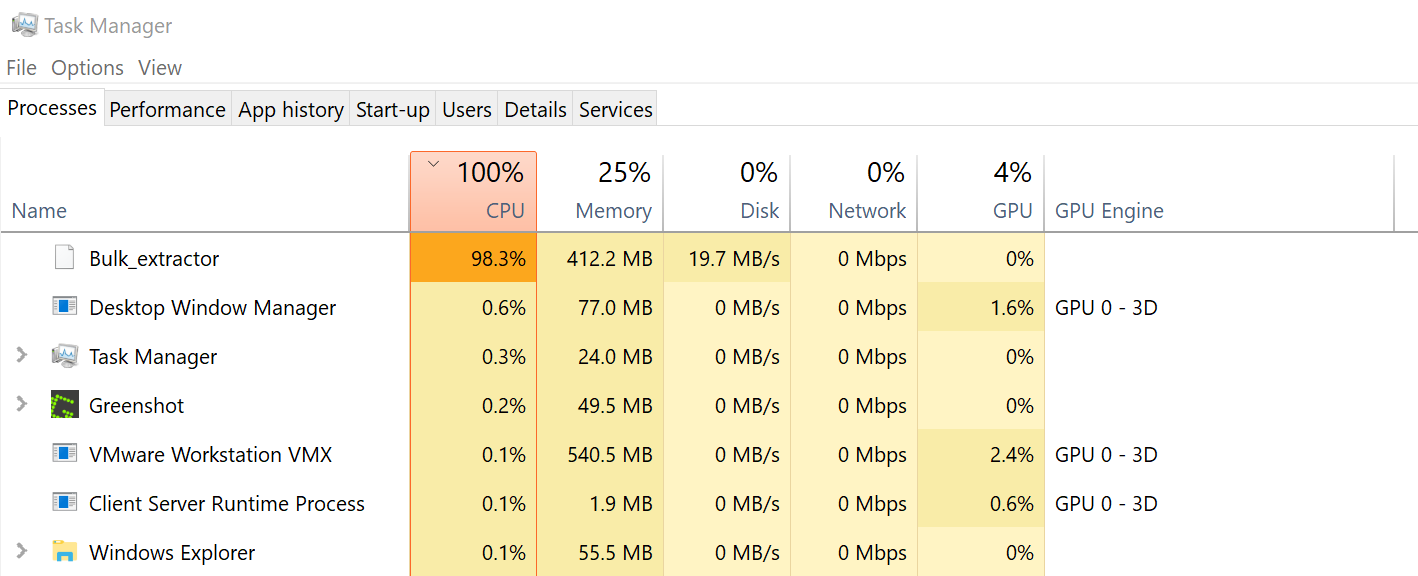 Task Manager
File Options View
Processes Performance App history Start-up Users Details Services
100% 25% 0% 0% 4%
Name CPU Memory Disk Network GPU GPU Engine
Bulk_extractor 98.3% 412.2 MB 19.7 MB/s 0 Mbps 0%
Desktop Window Manager 0.6% 77.0 MB 0 MB/s 0 Mbps 1.6% GPU 0 - 3D
Task Manager 0.3% 24.0 MB 0 MB/s 0 Mbps 0%
Greenshot 0.2% 49.5 MB 0 MB/s 0 Mbps 0%
VMware Workstation VMX 0.1% 540.5 MB 0 MB/s 0 Mbps 2.4% GPU 0 - 3D
Client Server Runtime Process 0.1% 1.9 MB 0 MB/s 0 Mbps 0.6% GPU 0 - 3D
Windows Explorer 0.1% 55.5 MB 0 MB/s 0 Mbps 0%